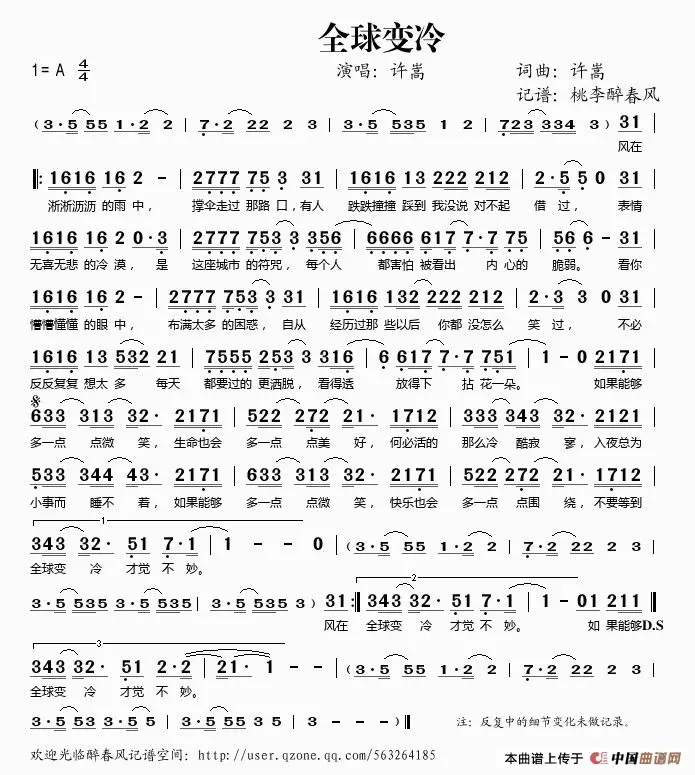 全球变冷
1=A 4/4 演唱：许嵩 词曲：许嵩
记谱：桃李醉春风
(3·5 55 1·2 2 | 7·2 22 2 3 | 3·5 535 1 2 | 723 334 3) 31 |
风在
‖: 1616 162 - | 2777 753 31 | 1616 13 222 212 | 2·5 5 0 31 |
淅淅沥沥 的雨 中， 撑伞走过 那路 口，有人 跌跌撞撞 踩到 我没说 对不起 借 过， 表情
1616 162 0·3 | 2777 753 3 356 | 6666 617 7·7 75 | 56 6 - 31 |
无喜无悲 的冷 漠， 是 这座城市 的符咒， 每个人 都害怕 被看出 内 心的 脆弱。 看你
1616 162 - | 2777 753 3 31 | 1616 132 222 212 | 2·3 3 0 31 |
懵懵懂懂 的眼 中， 布满太多 的困惑， 自从 经历过那 些以后 你都 没怎么 笑 过， 不必
1616 13 532 21 | 7555 253 3 316 | 6 617 7·7 751 | 1 - 0 2171 |
反反复复 想太 多 每天 都要过的 更洒脱， 看得透 放得下 拈 花一朵。 如果能够
𝄋
633 313 32· 2171 | 522 272 21· 1712 | 333 343 32· 2121 |
多一点 点微 笑， 生命也会 多一点 点美 好， 何必活的 那么冷 酷寂 寥， 入夜总为
533 344 43· 2171 | 633 313 32· 2171 | 522 272 21· 1712 |
小事而 睡不 着， 如果能够 多一点 点微 笑， 快乐也会 多一点 点围 绕， 不要等到
1
343 32· 51 7·1 | 1 - - 0 | (3·5 55 1·2 2 | 7·2 22 2 3 |
全球变 冷 才觉 不妙。
3·5 535 3·5 535 | 3·5 535 3) 31 :‖ 2 343 32· 51 7·1 | 1 - 01 211 ‖
风在 全球变 冷 才觉 不妙。 如 果能够D.S
3
343 32· 51 2·2 | 21· 1 - - | (3·5 55 1·2 2 | 7·2 22 2 3 |
全球变 冷 才觉 不 妙。
3·5 535 1 2 | 723 212 2 -)‖ 注：反复中的细节变化未做记录。
欢迎光临醉春风记谱空间：http://user.qzone.qq.com/563264185 本曲谱上传于 中国曲谱网